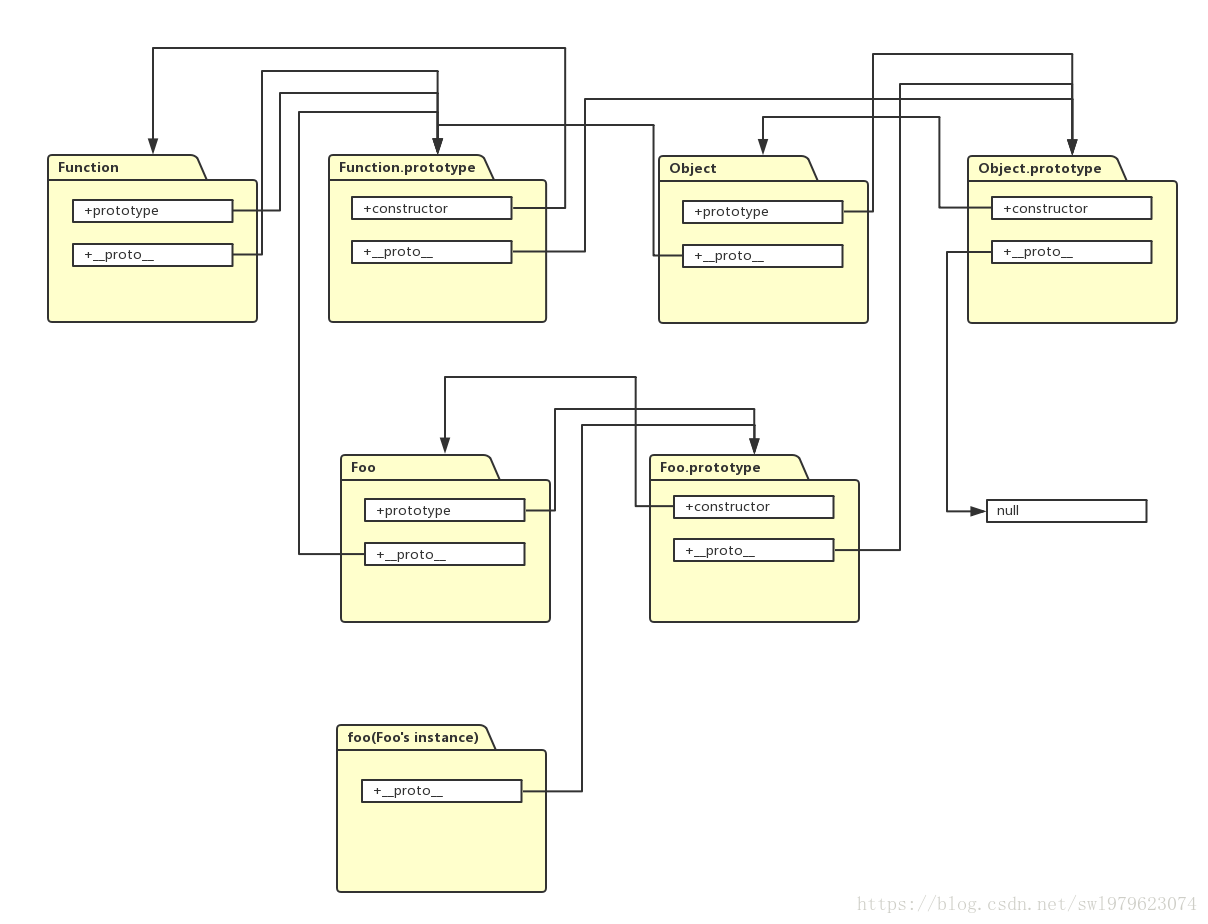 Function
+prototype
+__proto__
Function.prototype
+constructor
+__proto__
Object
+prototype
+__proto__
Object.prototype
+constructor
+__proto__
Foo
+prototype
+__proto__
Foo.prototype
+constructor
+__proto__
null
foo(Foo's instance)
+__proto__
https://blog.csdn.net/swl979623074